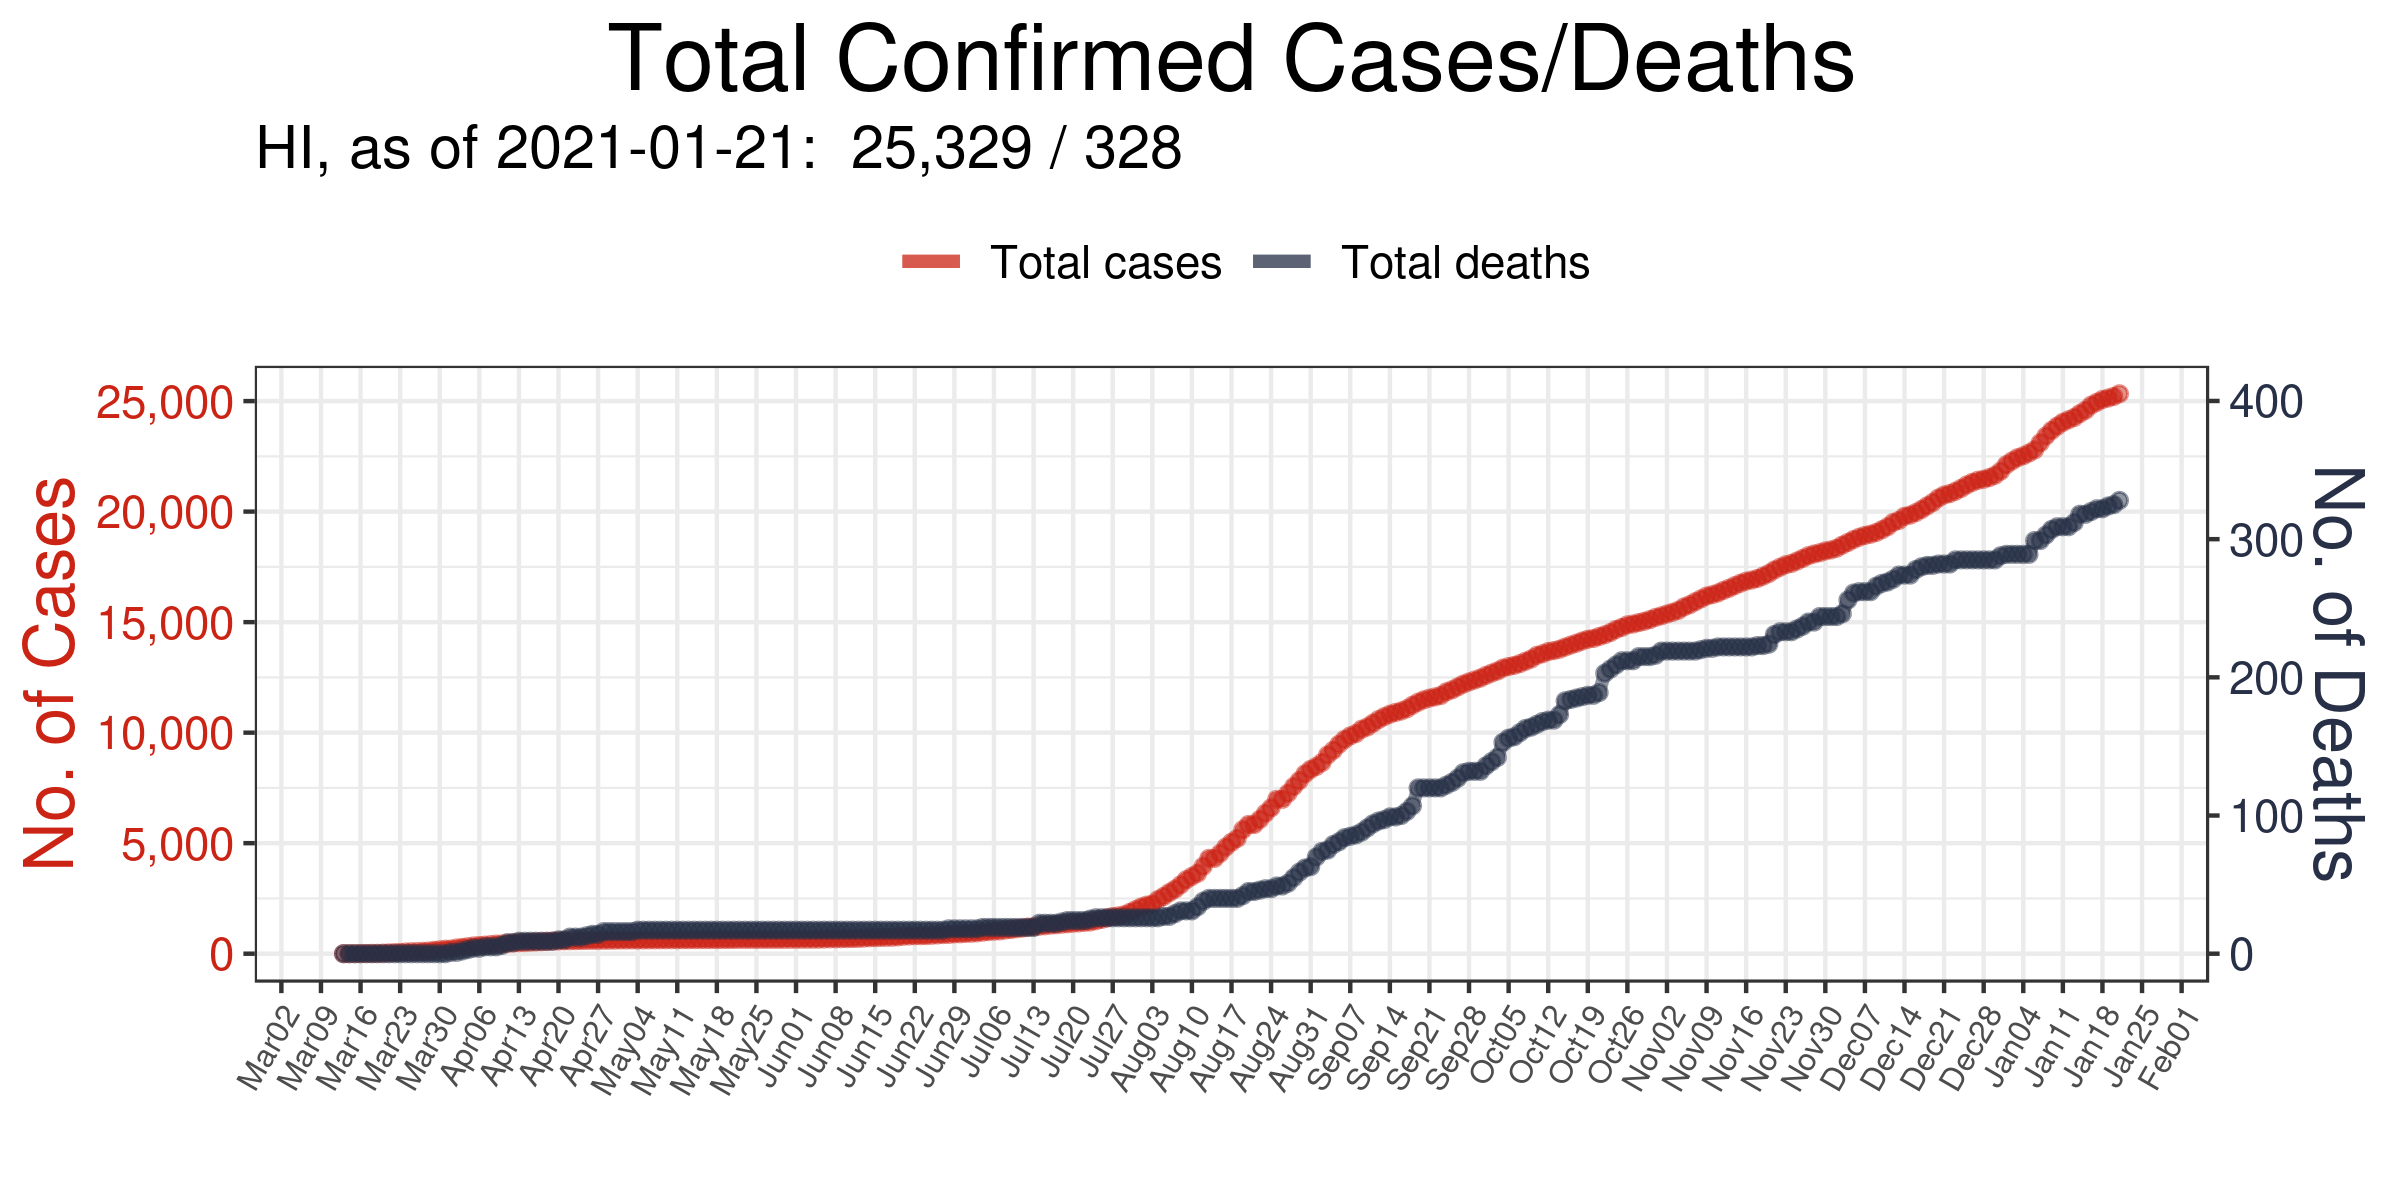 Total Confirmed Cases/Deaths
HI, as of 2021-01-21:  25,329 / 328
Total cases
Total deaths
No. of Cases
25,000
20,000
15,000
10,000
5,000
0
400
300
200
100
0
No. of Deaths
Mar02
Mar09
Mar16
Mar23
Mar30
Apr06
Apr13
Apr20
Apr27
May04
May11
May18
May25
Jun01
Jun08
Jun15
Jun22
Jun29
Jul06
Jul13
Jul20
Jul27
Aug03
Aug10
Aug17
Aug24
Aug31
Sep07
Sep14
Sep21
Sep28
Oct05
Oct12
Oct19
Oct26
Nov02
Nov09
Nov16
Nov23
Nov30
Dec07
Dec14
Dec21
Dec28
Jan04
Jan11
Jan18
Jan25
Feb01